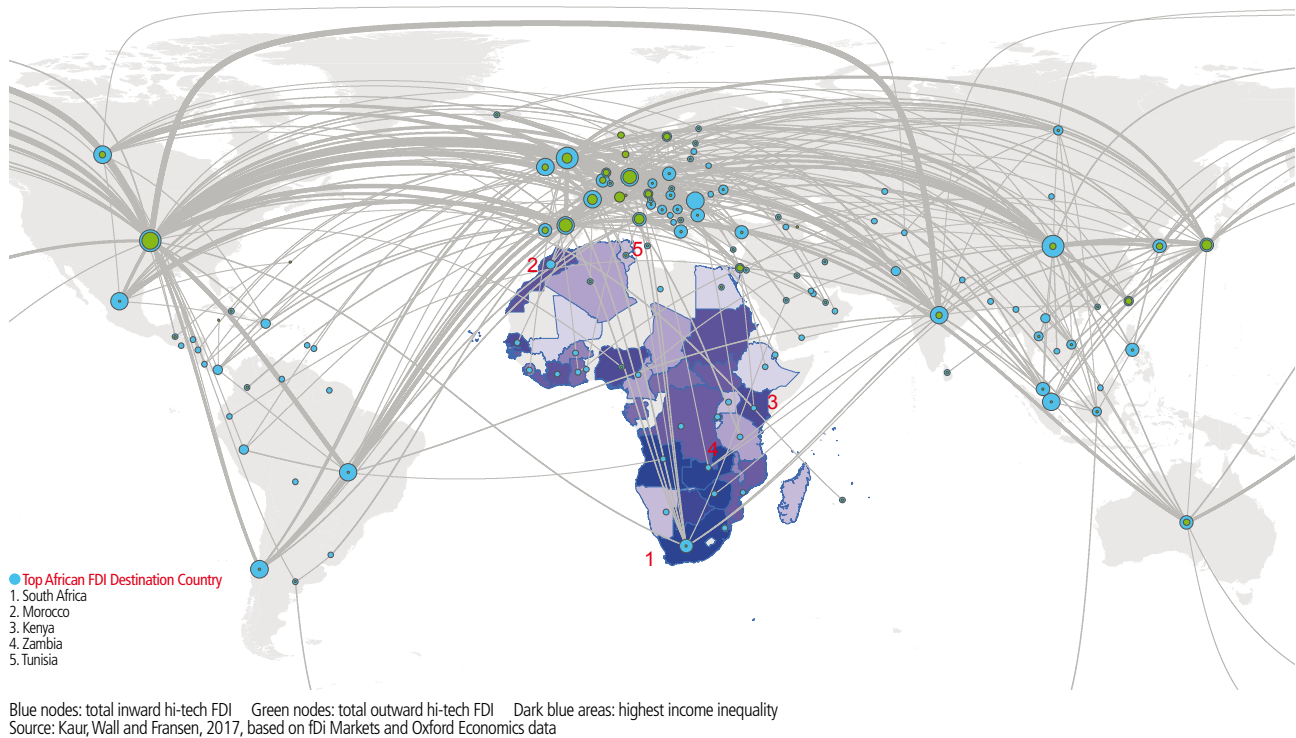 2
5
3
4
1
Top African FDI Destination Country
1. South Africa
2. Morocco
3. Kenya
4. Zambia
5. Tunisia
Blue nodes: total inward hi-tech FDI Green nodes: total outward hi-tech FDI Dark blue areas: highest income inequality
Source: Kaur, Wall and Fransen, 2017, based on fDi Markets and Oxford Economics data